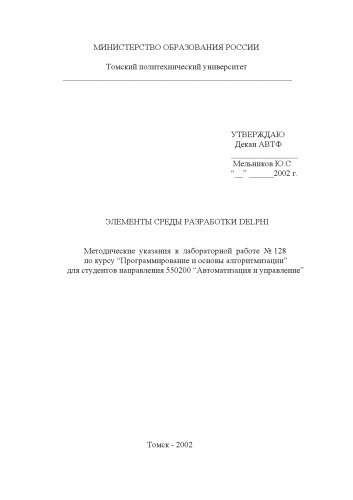 МИНИСТЕРСТВО ОБРАЗОВАНИЯ РОССИИ
Томский политехнический университет
УТВЕРЖДАЮ
Декан АВТФ
Мельников Ю.С.
“__” ______2002 г.
ЭЛЕМЕНТЫ СРЕДЫ РАЗРАБОТКИ DELPHI
Методические указания к лабораторной работе № 128
по курсу “Программирование и основы алгоритмизации”
для студентов направления 550200 “Автоматизация и управление”
Томск - 2002